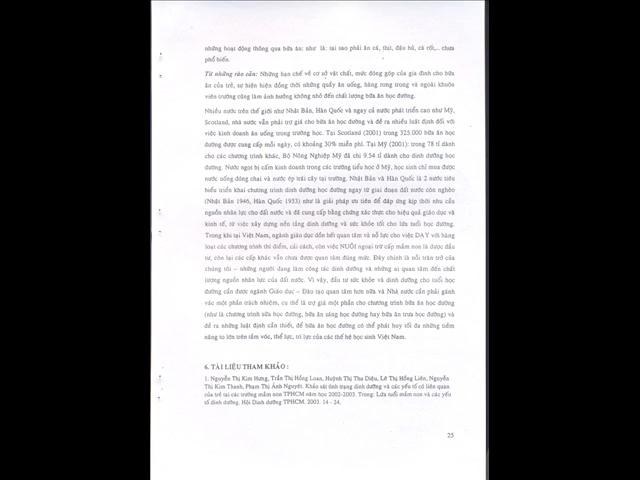 những hoạt động thông qua bữa ăn: như là: tại sao phải ăn cá, thịt, đậu hủ, cà rốt,... chưa
phổ biến.
Từ những rào cản: Những hạn chế về cơ sở vật chất, mức đóng góp của gia đình cho bữa
ăn của trẻ, sự hiện hiện đồng thời những quầy ăn uống, hàng rong trong và ngoài khuôn
viên trường cũng làm ảnh hưởng không nhỏ đến chất lượng bữa ăn học đường.
Nhiều nước trên thế giới như Nhật Bản, Hàn Quốc và ngay cả nước phát triển cao như Mỹ,
Scotland, nhà nước vẫn phải trợ giá cho bữa ăn học đường và đề ra nhiều luật định đối với
việc kinh doanh ăn uống trong trường học. Tại Scotland (2001) trong 325.000 bữa ăn học
đường được cung cấp mỗi ngày, có khoảng 30% miễn phí. Tại Mỹ (2001): trong 78 tỉ dành
cho các chương trình khác, Bộ Nông Nghiệp Mỹ đã chi 9,54 tỉ dành cho dinh dưỡng học
đường. Nước ngọt bị cấm kinh doanh trong các trường tiểu học ở Mỹ, học sinh chỉ mua được
nước uống đóng chai và nước ép trái cây tại trường. Nhật Bản và Hàn Quốc là 2 nước tiêu
biểu triển khai chương trình dinh dưỡng học đường ngay từ giai đoạn đất nước còn nghèo
(Nhật Bản 1946, Hàn Quốc 1953) như là giải pháp ưu tiên để đáp ứng kịp thời nhu cầu
nguồn nhân lực cho đất nước và đã cung cấp bằng chứng xác thực cho hiệu quả giáo dục và
kinh tế, từ việc xây dựng nền tảng dinh dưỡng và sức khỏe tốt cho lứa tuổi học đường.
Trong khi tại Việt Nam, ngành giáo dục dồn hết quan tâm và nỗ lực cho việc DẠY với hàng
loạt các chương trình thí điểm, cải cách, còn việc NUÔI ngoại trừ cấp mầm non là được đầu
tư, còn lại các cấp khác vẫn chưa được quan tâm đúng mức. Đây chính là nỗi trăn trở của
chúng tôi – những người đang làm công tác dinh dưỡng và những ai quan tâm đến chất
lượng nguồn nhân lực của đất nước. Vì vậy, đầu tư sức khỏe và dinh dưỡng cho tuổi học
đường cần được ngành Giáo dục – Đào tạo quan tâm hơn nữa và Nhà nước cần phải gánh
vác một phần trách nhiệm, cụ thể là trợ giá một phần cho chương trình bữa ăn học đường
(như là chương trình sữa học đường, bữa ăn sáng học đường hay bữa ăn trưa học đường) và
đề ra những luật định cần thiết, để bữa ăn học đường có thể phát huy tối đa những tiềm
năng to lớn trên tầm vóc, thể lực, trí lực của các thế hệ học sinh Việt Nam.
6. TÀI LIỆU THAM KHẢO :
1. Nguyễn Thị Kim Hưng, Trần Thị Hồng Loan, Huỳnh Thị Thu Diệu, Lê Thị Hồng Liên, Nguyễn
Thị Kim Thanh, Phạm Thị Ánh Nguyệt. Khảo sát tình trạng dinh dưỡng và các yếu tố có liên quan
của trẻ tại các trường mầm non TPHCM năm học 2002-2003. Trong: Lứa tuổi mầm non và các yếu
tố dinh dưỡng. Hội Dinh dưỡng TPHCM. 2003. 14 - 24.
25